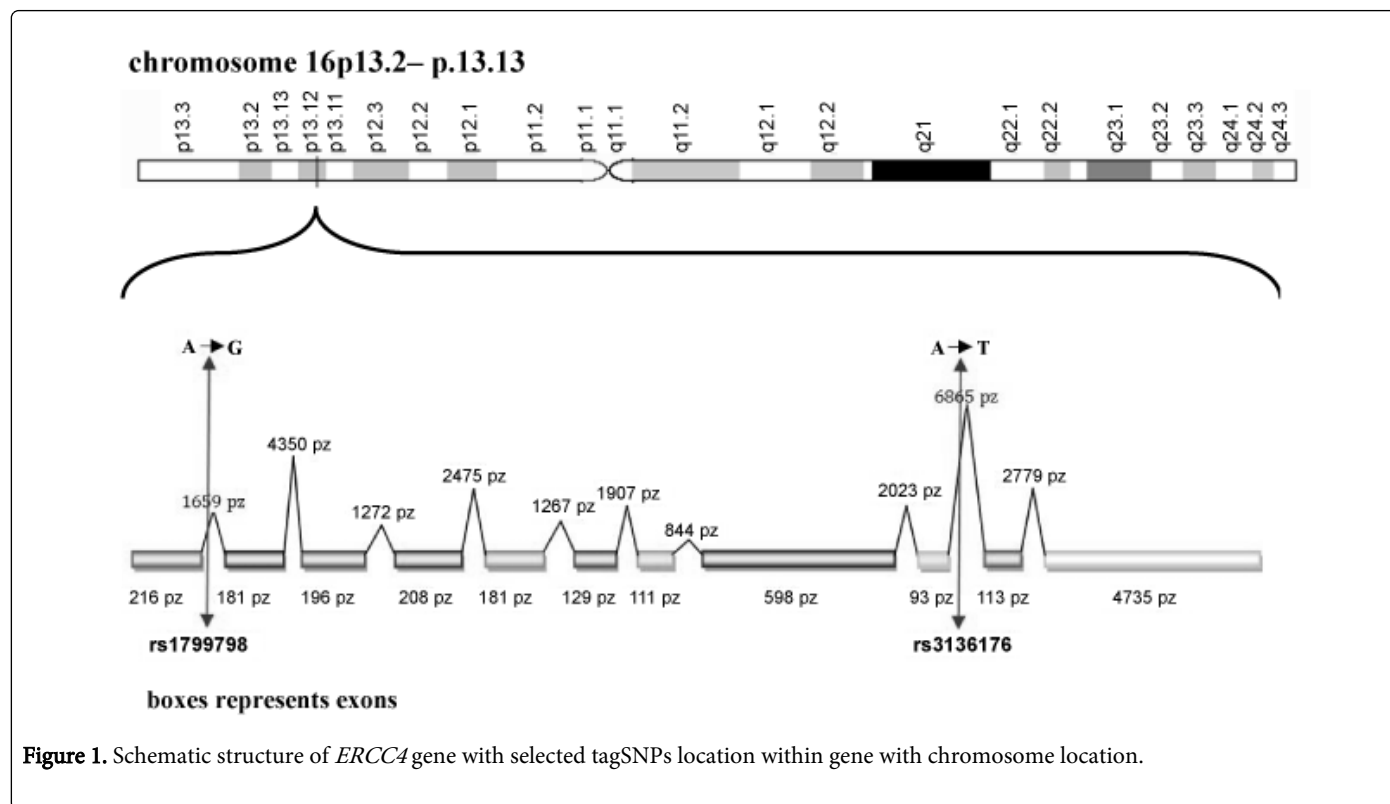 chromosome 16p13.2– p.13.13
p13.3 p13.2 p13.13 p13.12 p13.11 p12.3 p12.2 p12.1 p11.2 p11.1 q11.1 q11.2 q12.1 q12.2 q21 q22.1 q22.2 q23.1 q23.2 q23.3 q24.1 q24.2 q24.3
A → G A → T
6865 pz
4350 pz
2475 pz 2779 pz
1659 pz 1272 pz 1267 pz 1907 pz 2023 pz
844 pz
216 pz 181 pz 196 pz 208 pz 181 pz 129 pz 111 pz 598 pz 93 pz 113 pz 4735 pz
rs1799798 rs3136176
boxes represents exons
Figure 1. Schematic structure of ERCC4 gene with selected tagSNPs location within gene with chromosome location.